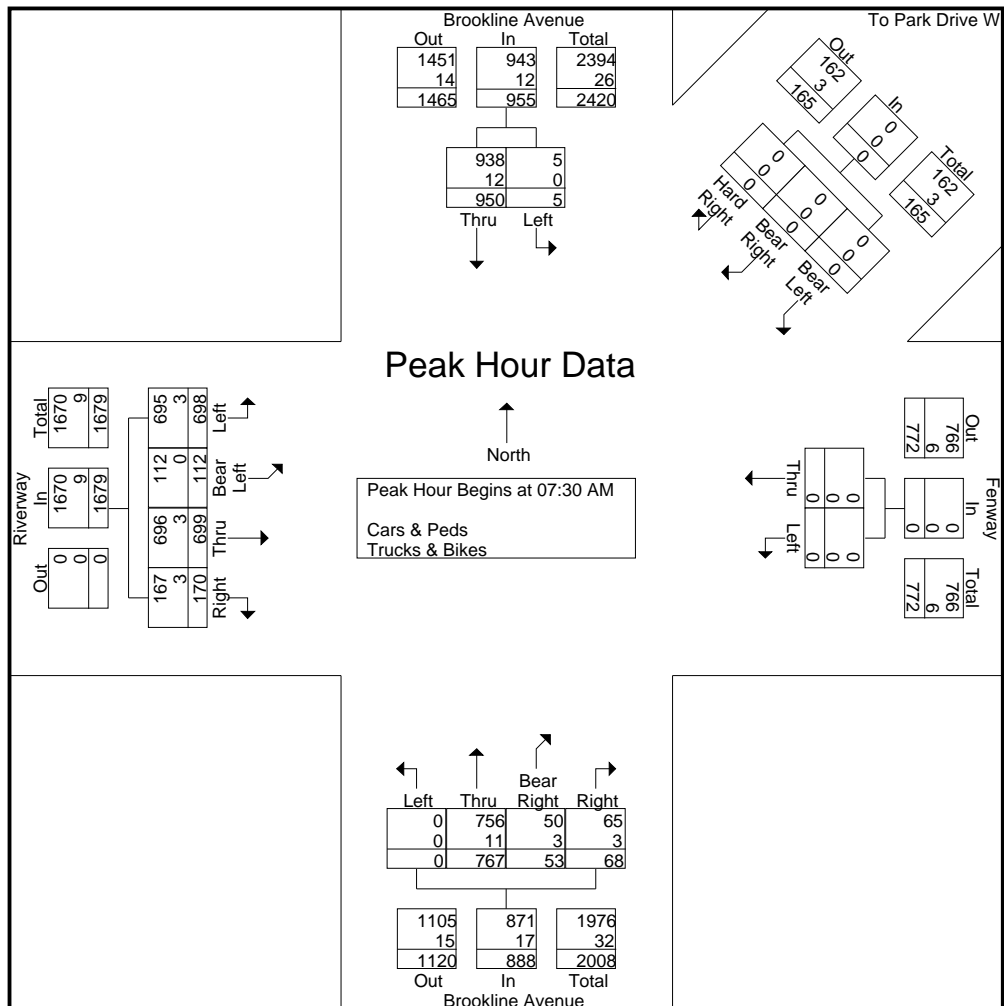 Brookline Avenue
Out In Total
1451 943 2394
14 12 26
1465 955 2420
938 5
12 0
950 5
Thru Left
To Park Drive W
Out
162
3
165
In
0
0
0
Total
162
3
165
0 0 0
0 0 0
0 0 0
Hard Right
Bear Right
Bear Left
Peak Hour Data
North
Peak Hour Begins at 07:30 AM
Cars & Peds
Trucks & Bikes
Riverway
Total
1670
9
1679
In
1670
9
1679
Out
0
0
0
695 3 698
Left
112 0 112
Bear Left
696 3 699
Thru
167 3 170
Right
Fenway
Out
766
6
772
In
0
0
0
Total
766
6
772
Thru
0 0 0
Left
0 0 0
Bear
Left Thru Right Right
0 756 50 65
0 11 3 3
0 767 53 68
1105 871 1976
15 17 32
1120 888 2008
Out In Total
Brookline Avenue